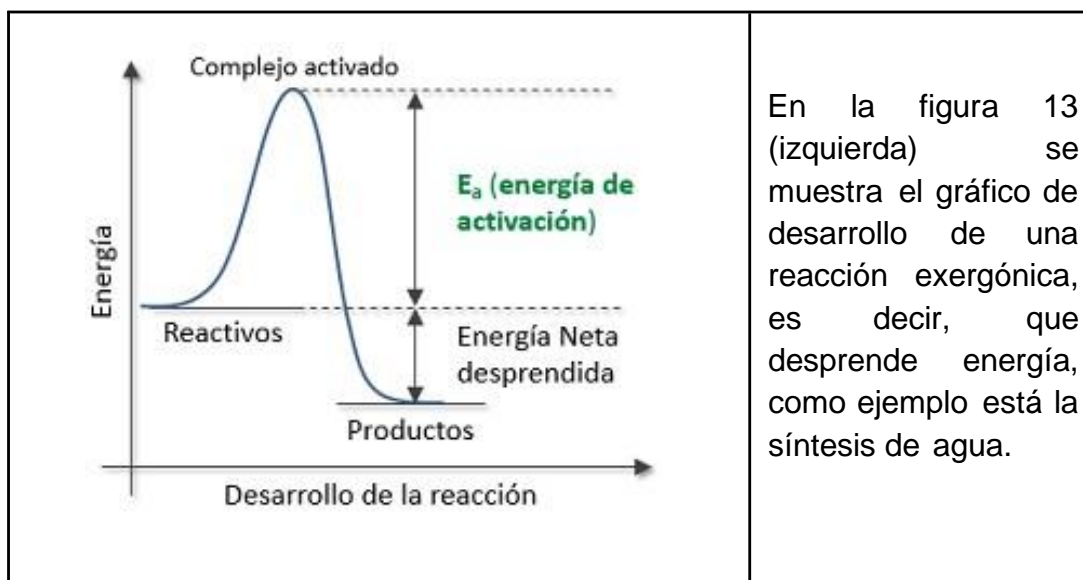 Complejo activado
Eₐ (energía de
activación)
Energía
Reactivos
Energía Neta
desprendida
Productos
Desarrollo de la reacción
En la figura 13
(izquierda) se
muestra el gráfico de
desarrollo de una
reacción exergónica,
es decir, que
desprende energía,
como ejemplo está la
síntesis de agua.